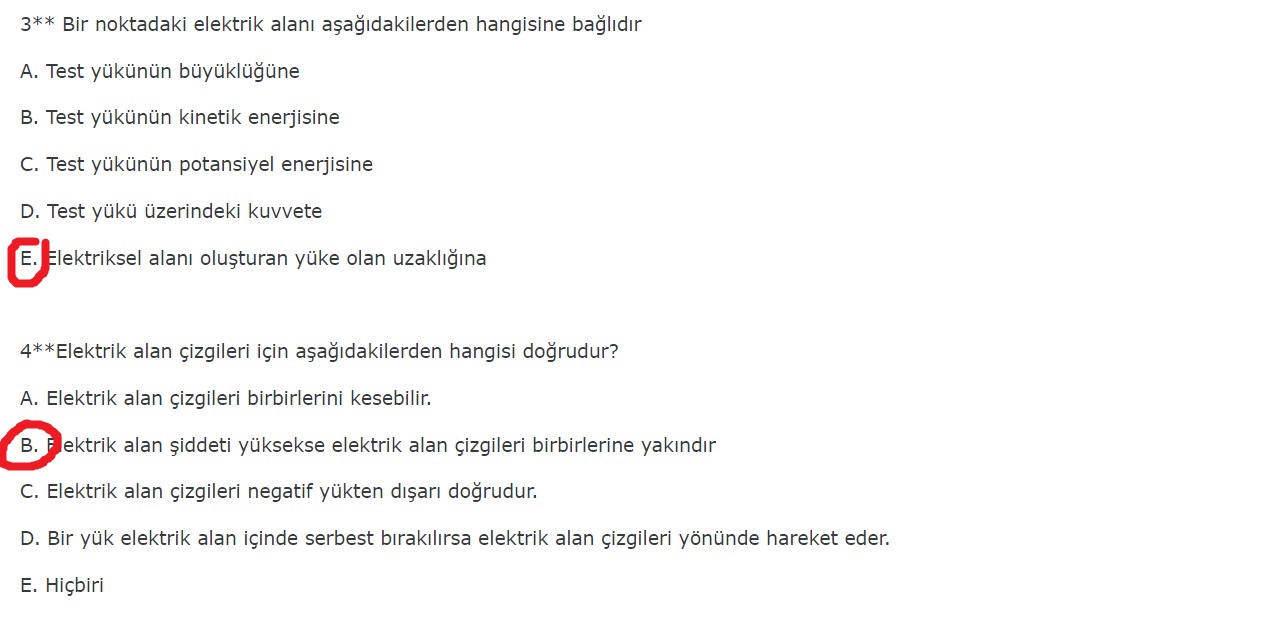 3** Bir noktadaki elektrik alanı aşağıdakilerden hangisine bağlıdır
A. Test yükünün büyüklüğüne
B. Test yükünün kinetik enerjisine
C. Test yükünün potansiyel enerjisine
D. Test yükü üzerindeki kuvvete
E. Elektriksel alanı oluşturan yüke olan uzaklığına
4**Elektrik alan çizgileri için aşağıdakilerden hangisi doğrudur?
A. Elektrik alan çizgileri birbirlerini kesebilir.
B. Elektrik alan şiddeti yüksekse elektrik alan çizgileri birbirlerine yakındır
C. Elektrik alan çizgileri negatif yükten dışarı doğrudur.
D. Bir yük elektrik alan içinde serbest bırakılırsa elektrik alan çizgileri yönünde hareket eder.
E. Hiçbiri